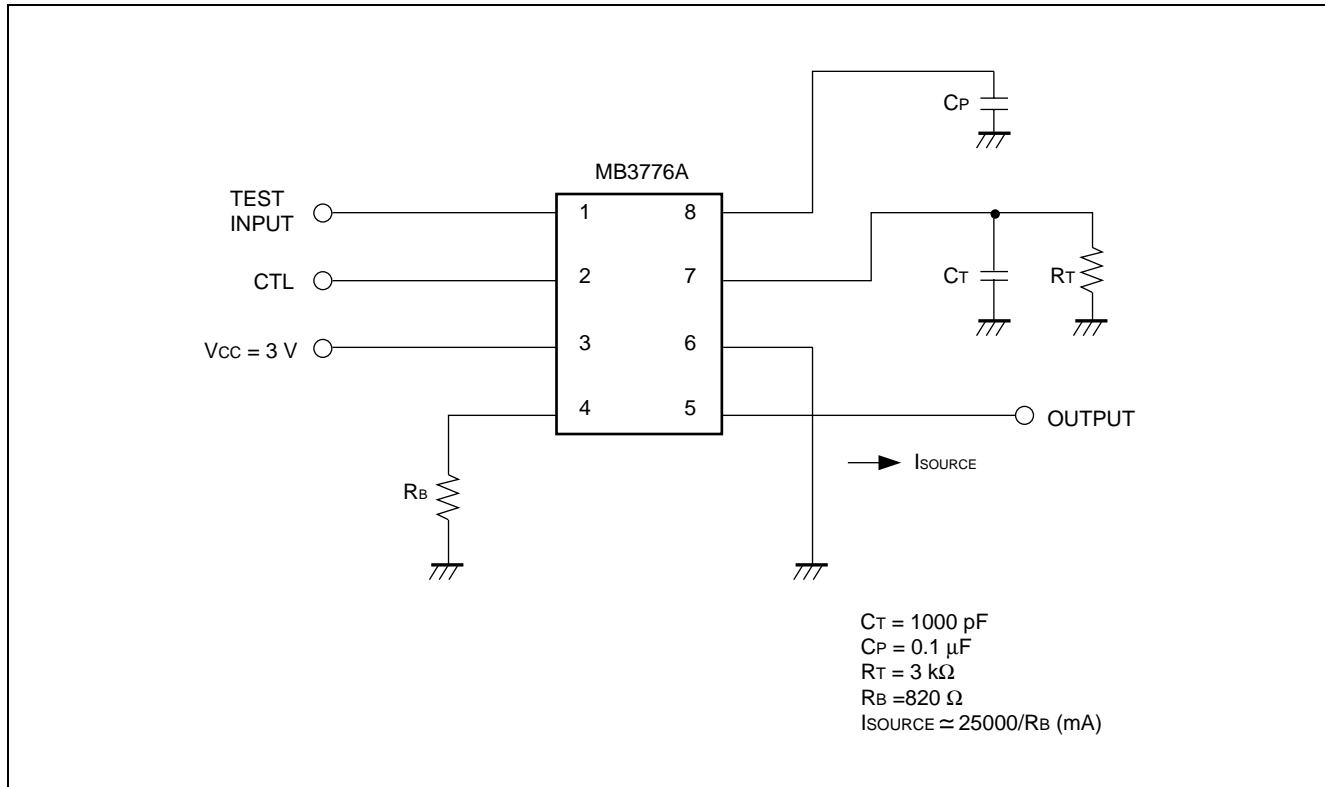 CP
MB3776A
TEST
INPUT
1
8
CTL
2
7
CT
RT
VCC = 3 V
3
6
4
5
OUTPUT
ISOURCE
RB
CT = 1000 pF
CP = 0.1 μF
RT = 3 kΩ
RB =820 Ω
ISOURCE ≃ 25000/RB (mA)